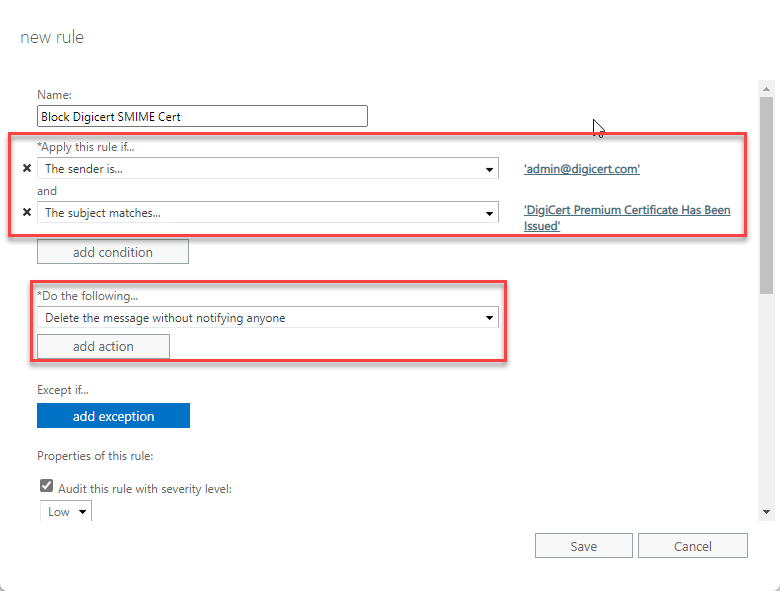 new rule
Name:
Block Digicert SMIME Cert
*Apply this rule if...
The sender is...
'admin@digicert.com'
and
The subject matches...
'DigiCert Premium Certificate Has Been
Issued'
add condition
*Do the following...
Delete the message without notifying anyone
add action
Except if...
add exception
Properties of this rule:
Audit this rule with severity level:
Low
Save
Cancel